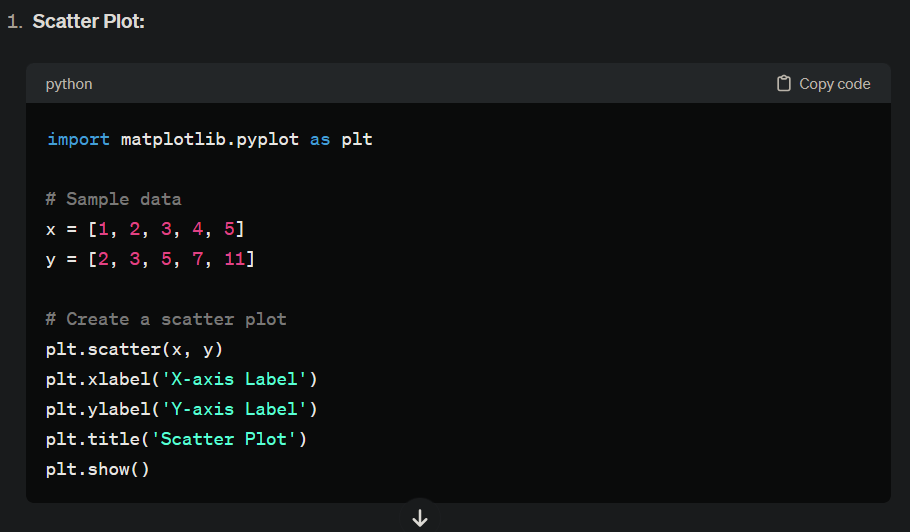 1. Scatter Plot:
python
Copy code
import matplotlib.pyplot as plt
# Sample data
x = [1, 2, 3, 4, 5]
y = [2, 3, 5, 7, 11]
# Create a scatter plot
plt.scatter(x, y)
plt.xlabel('X-axis Label')
plt.ylabel('Y-axis Label')
plt.title('Scatter Plot')
plt.show()